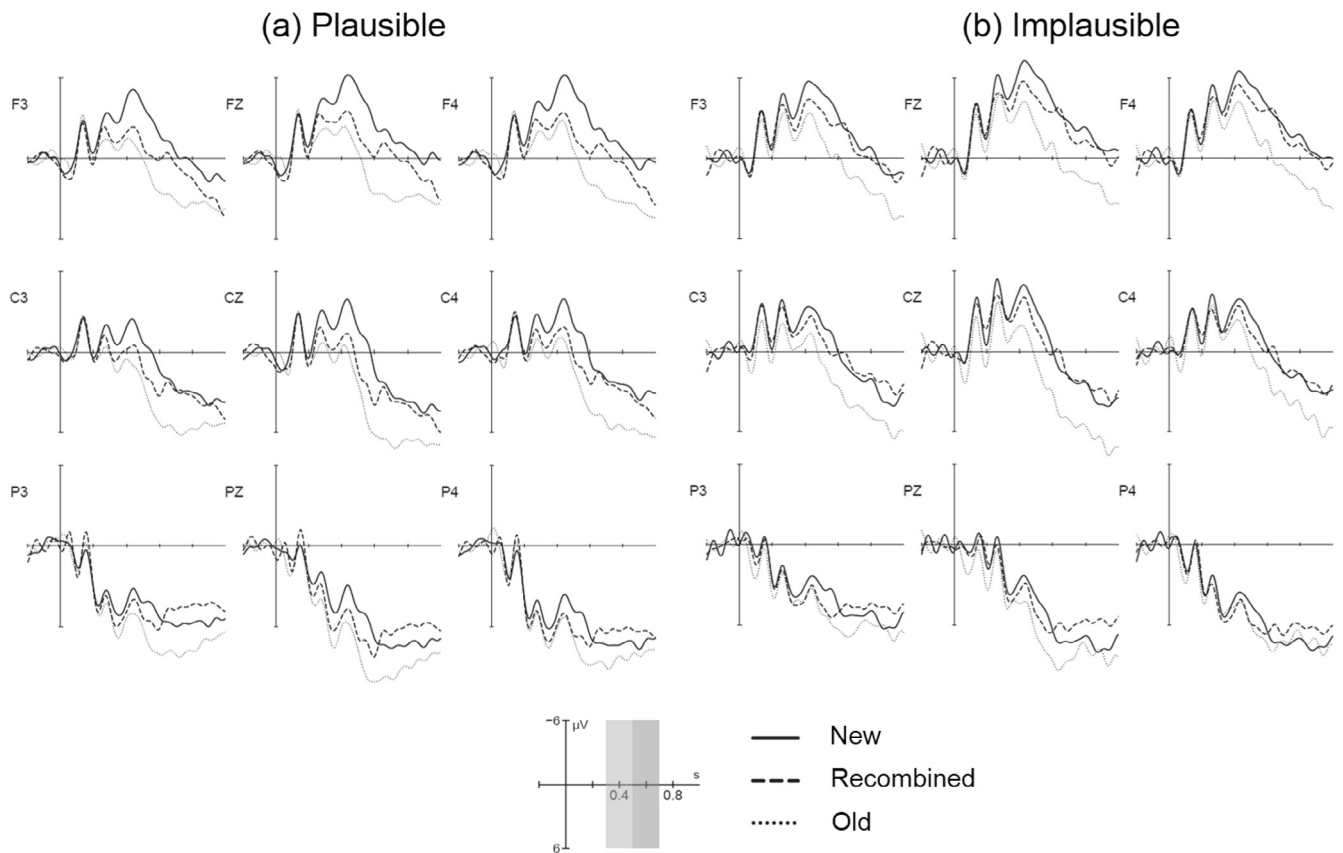 (a) Plausible
(b) Implausible
F3 FZ F4 F3 FZ F4
C3 CZ C4 C3 CZ C4
P3 PZ P4 P3 PZ P4
−6 µV
s
0.4 0.8
6
New
Recombined
Old